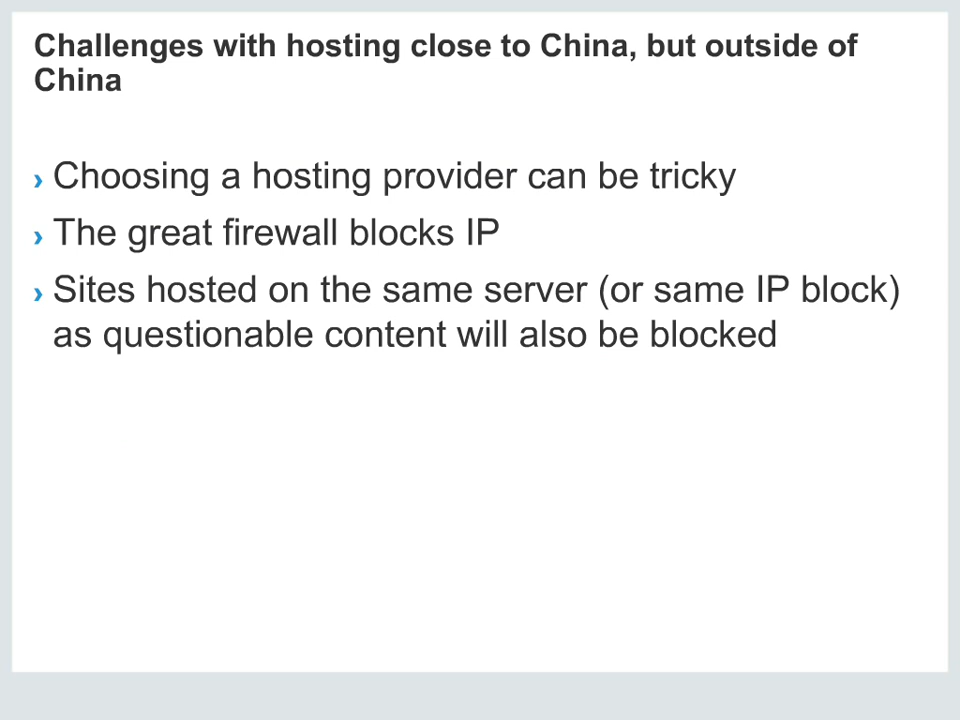 Challenges with hosting close to China, but outside of
China
› Choosing a hosting provider can be tricky
› The great firewall blocks IP
› Sites hosted on the same server (or same IP block)
as questionable content will also be blocked